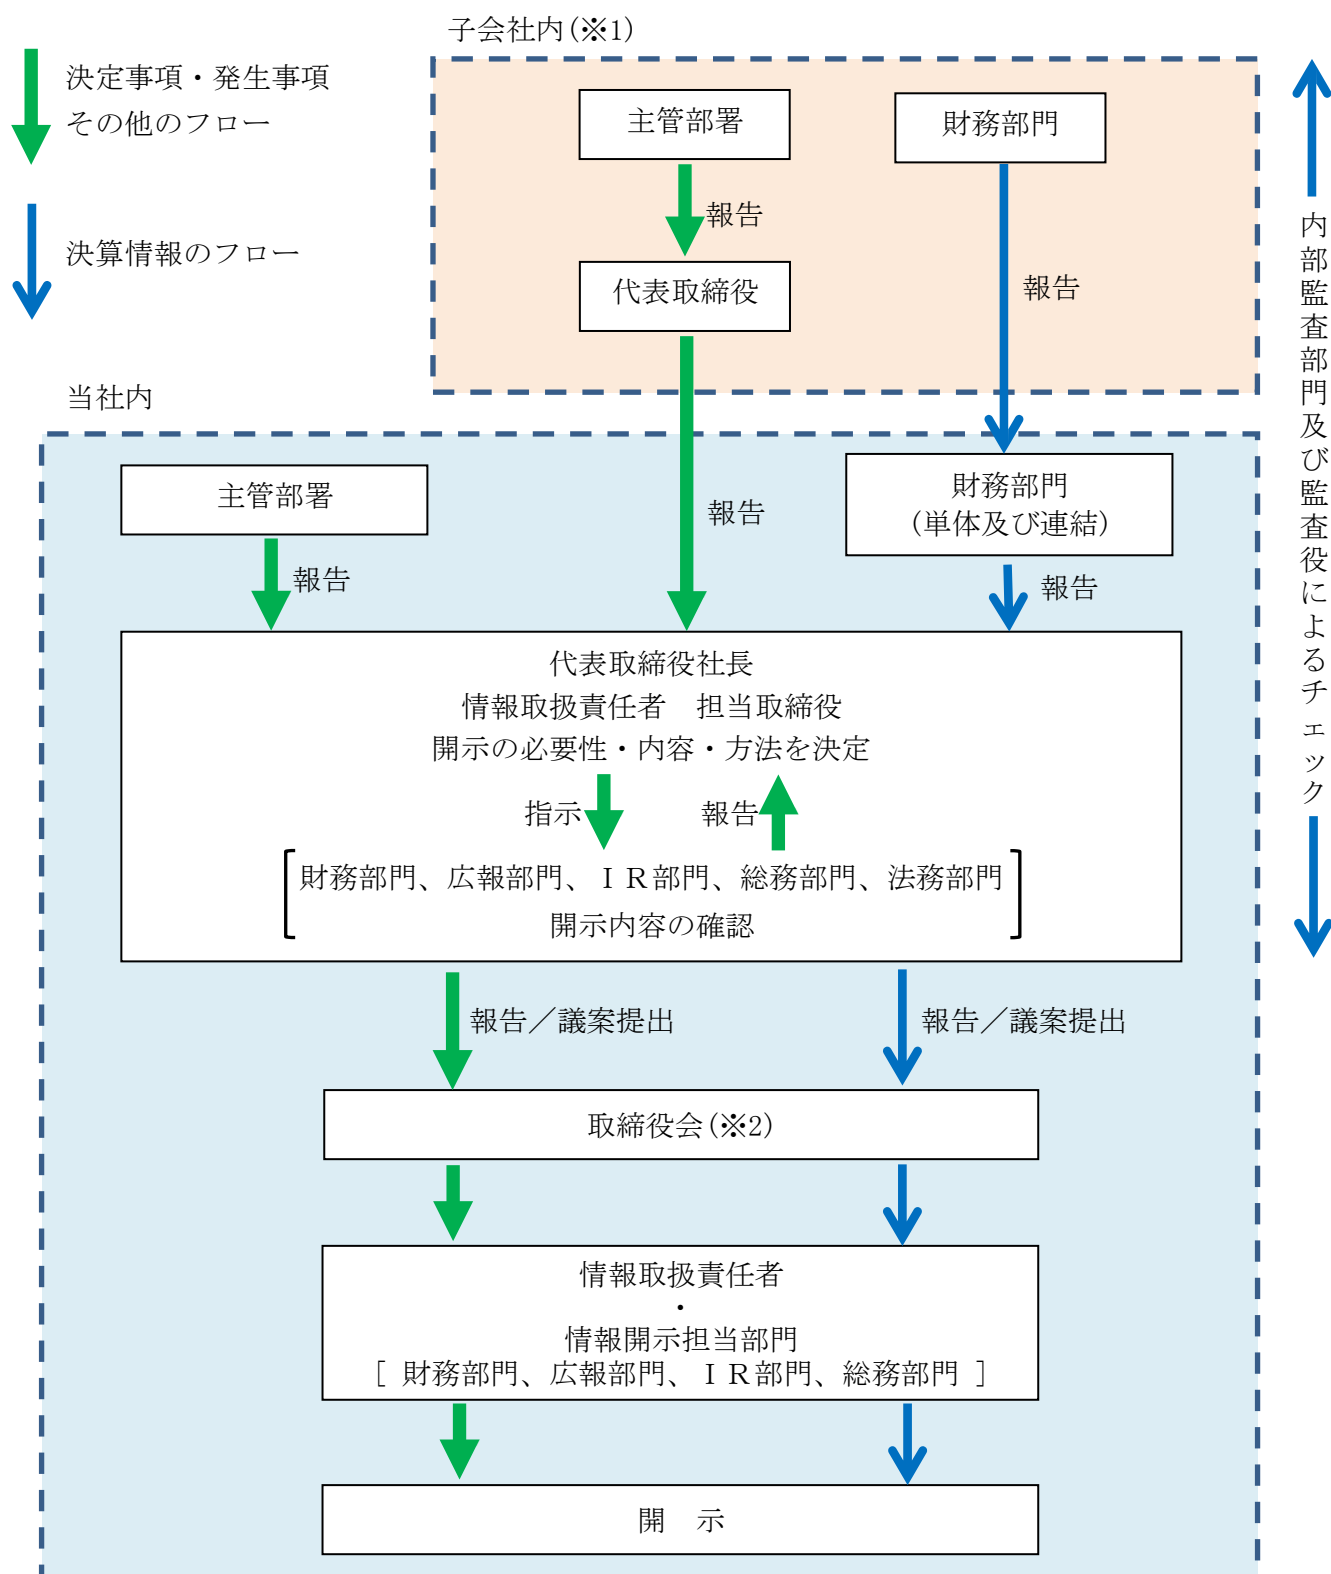 子会社内(※1)
決定事項・発生事項
その他のフロー
決算情報のフロー
主管部署
財務部門
報告
代表取締役
報告
当社内
主管部署
報告
財務部門
(単体及び連結)
報告
報告
代表取締役社長
情報取扱責任者　担当取締役
開示の必要性・内容・方法を決定
指示
報告
財務部門、広報部門、ＩＲ部門、総務部門、法務部門
開示内容の確認
報告／議案提出
報告／議案提出
取締役会(※2)
情報取扱責任者
・
情報開示担当部門
[ 財務部門、広報部門、ＩＲ部門、総務部門 ]
開　示
内部監査部門及び監査役によるチェック